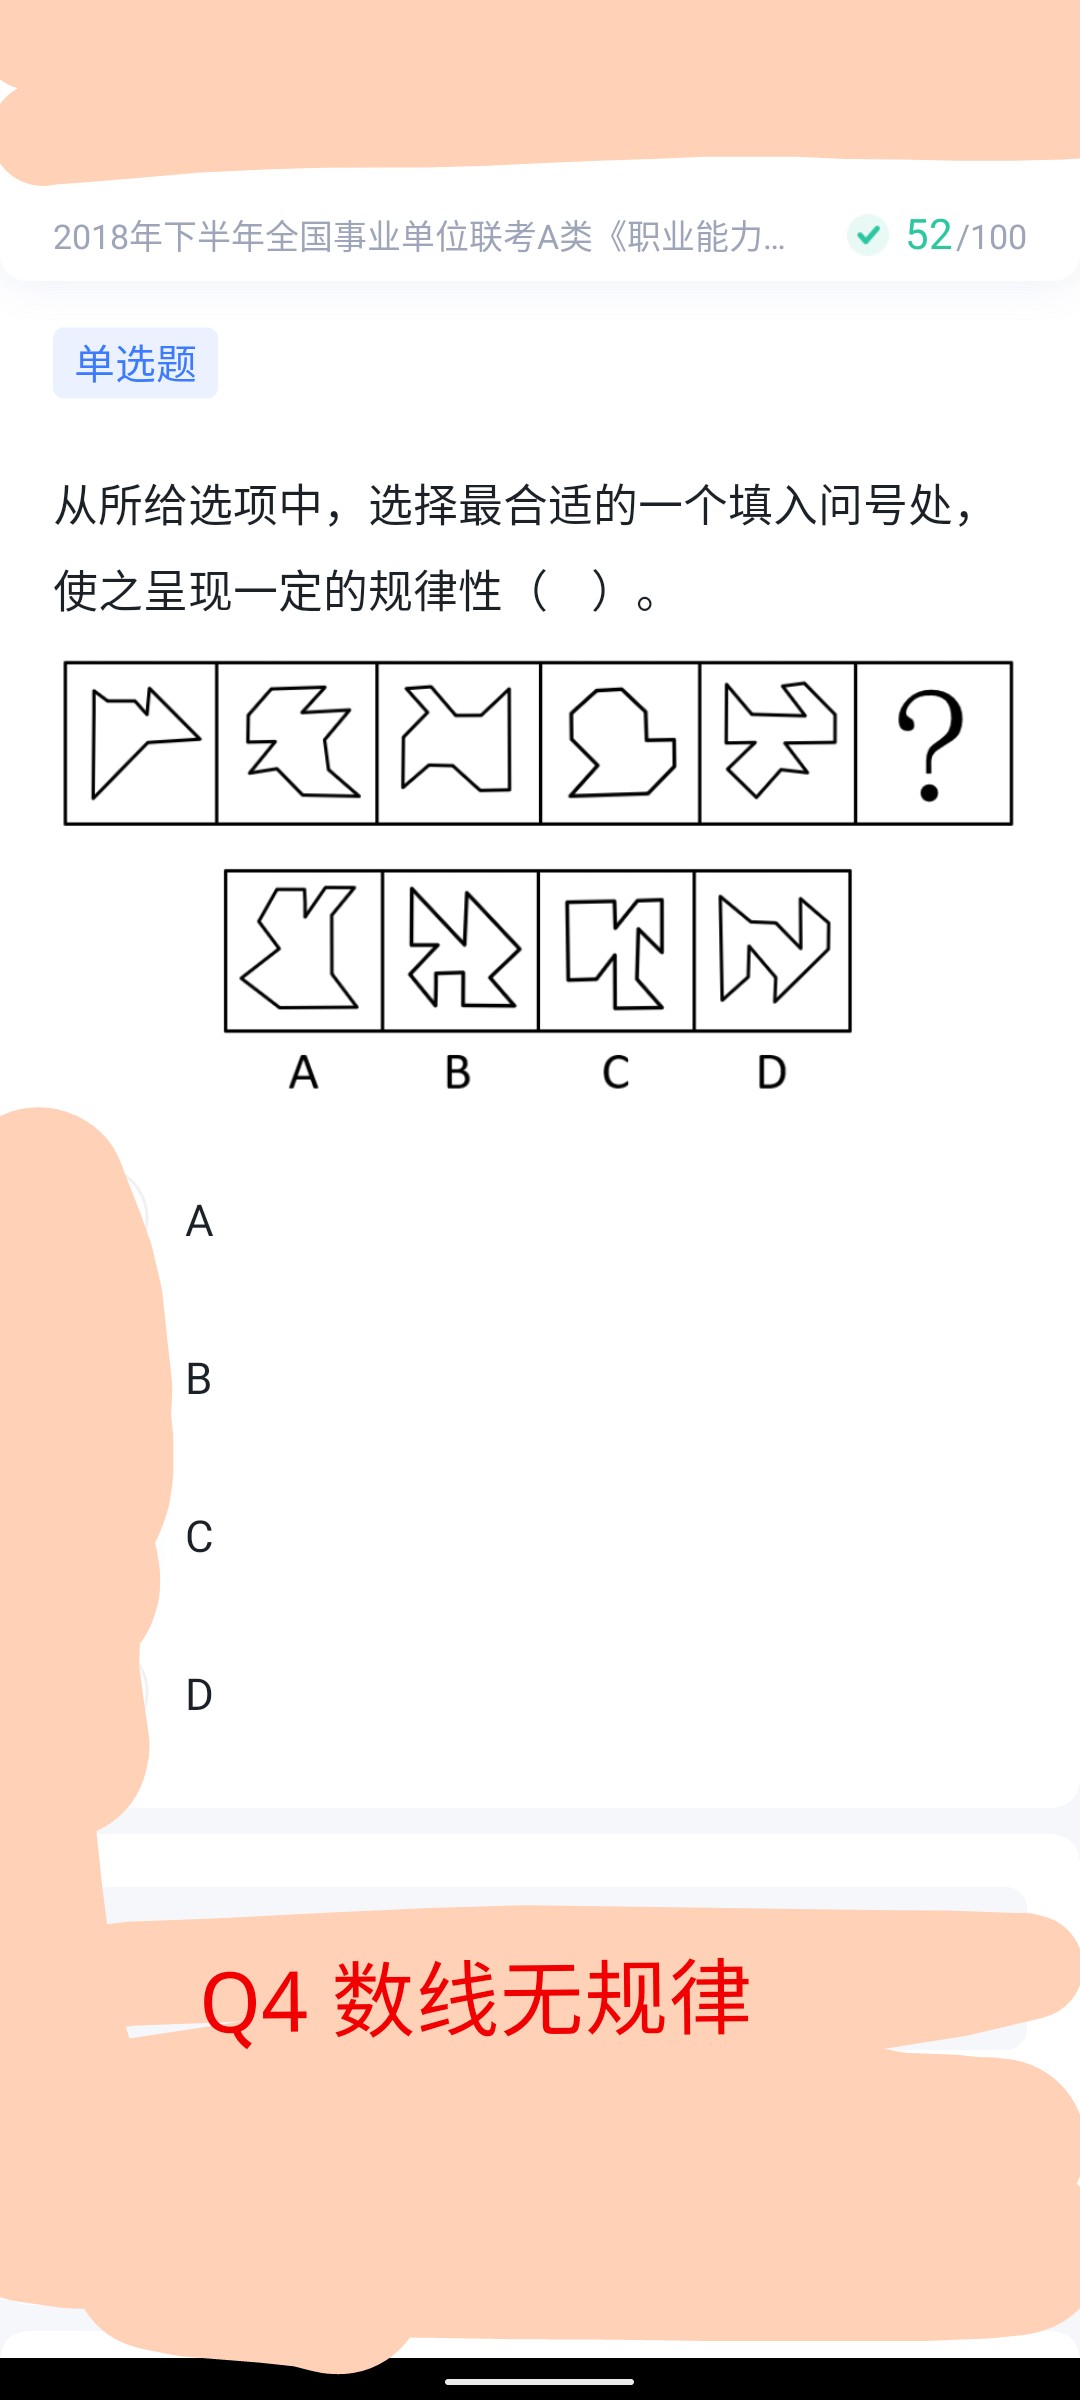 2018年下半年全国事业单位联考A类《职业能力...
52/100
单选题
从所给选项中，选择最合适的一个填入问号处，
使之呈现一定的规律性（　）。
?
A B C D
A
B
C
D
Q4 数线无规律